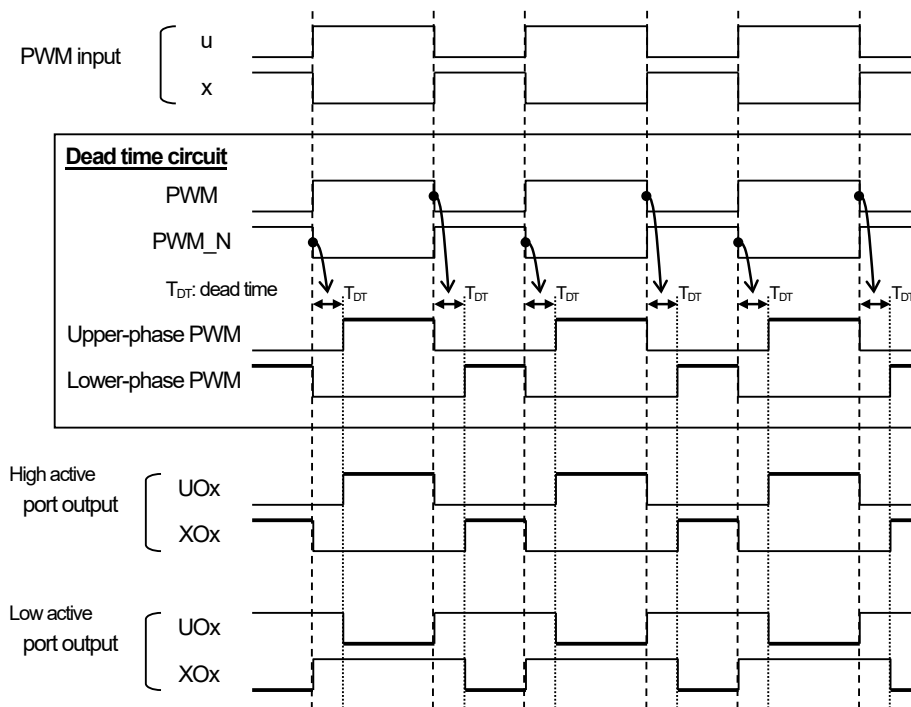 PWM input
u
x
Dead time circuit
PWM
PWM_N
TDT: dead time
TDT
TDT
TDT
TDT
TDT
TDT
Upper-phase PWM
Lower-phase PWM
High active
port output
UOx
XOx
Low active
port output
UOx
XOx